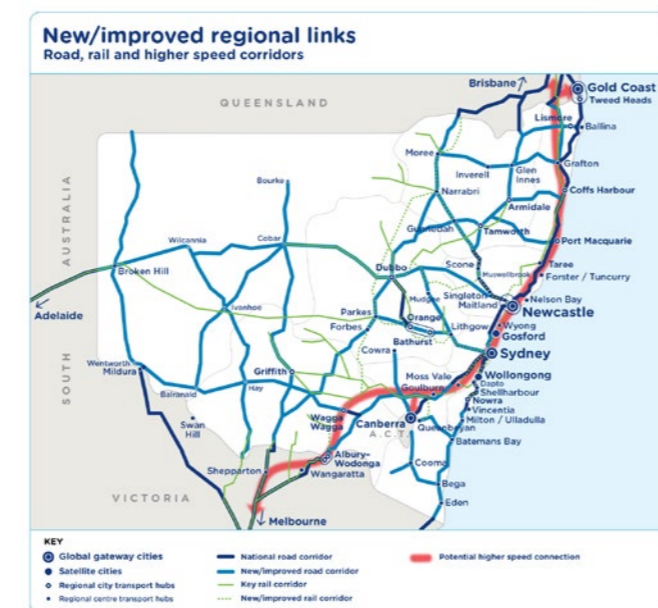 New/improved regional links
Road, rail and higher speed corridors
Brisbane
Gold Coast
Tweed Heads
QUEENSLAND
Lismore
Ballina
Moree
Inverell
Glen
Innes
Grafton
Bourke
Narrabri
Coffs Harbour
Armidale
SOUTH AUSTRALIA
Gunnedah
Tamworth
Wilcannia
Cobar
Port Macquarie
Broken Hill
Dubbo
Scone
Muswellbrook
Taree
Forster / Tuncurry
Mudgee
Singleton
Maitland
Nelson Bay
Newcastle
Adelaide
Ivanhoe
Parkes
Orange
Forbes
Lithgow
Wyong
Gosford
Bathurst
Cowra
Sydney
Wentworth
Mildura
Griffith
Moss Vale
Wollongong
Balranald
Hay
Goulburn
Dapto
Shellharbour
Nowra
Swan
Hill
Wagga
Wagga
Canberra
A.C.T.
Queanbeyan
Vincentia
Milton / Ulladulla
Batemans Bay
Albury-
Wodonga
Shepparton
Wangaratta
Cooma
VICTORIA
Bega
Eden
Melbourne
KEY
Global gateway cities
Satellite cities
Regional city transport hubs
Regional centre transport hubs
National road corridor
New/improved road corridor
Key rail corridor
New/improved rail corridor
Potential higher speed connection